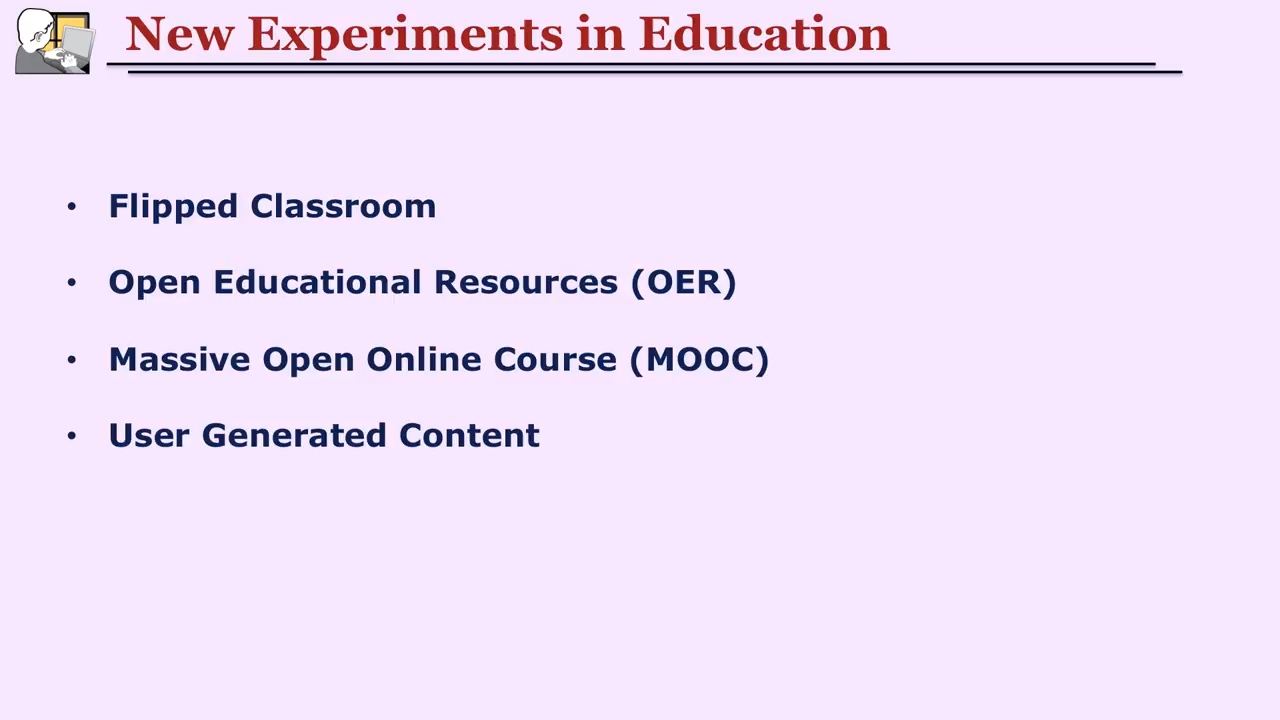 New Experiments in Education
• Flipped Classroom
• Open Educational Resources (OER)
• Massive Open Online Course (MOOC)
• User Generated Content